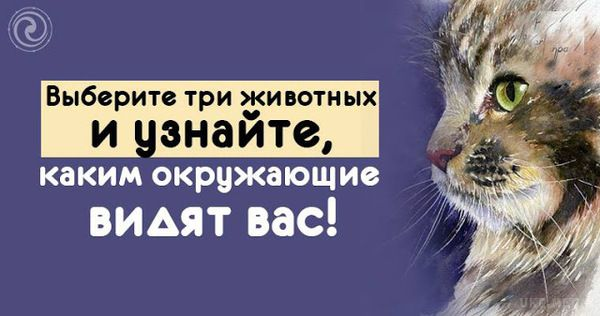 Выберите три животных
и узнайте,
каким окружающие
видят вас!